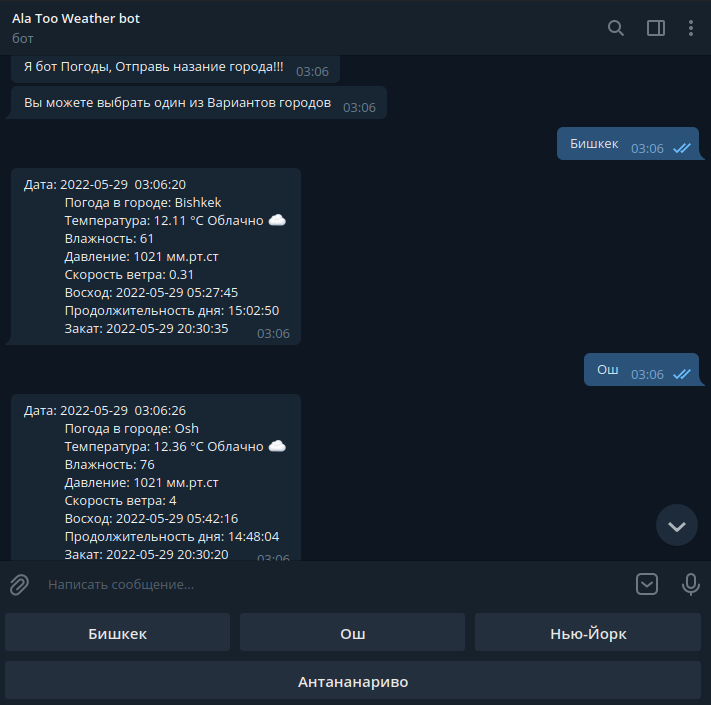 Ala Too Weather bot
бот
Я бот Погоды, Отправь назание города!!! 03:06
Вы можете выбрать один из Вариантов городов 03:06
Бишкек 03:06
Дата: 2022-05-29 03:06:20
Погода в городе: Bishkek
Температура: 12.11 °C Облачно ☁️
Влажность: 61
Давление: 1021 мм.рт.ст
Скорость ветра: 0.31
Восход: 2022-05-29 05:27:45
Продолжительность дня: 15:02:50
Закат: 2022-05-29 20:30:35 03:06
Ош 03:06
Дата: 2022-05-29 03:06:26
Погода в городе: Osh
Температура: 12.36 °C Облачно ☁️
Влажность: 76
Давление: 1021 мм.рт.ст
Скорость ветра: 4
Восход: 2022-05-29 05:42:16
Продолжительность дня: 14:48:04
Закат: 2022-05-29 20:30:20 03:06
Написать сообщение...
Бишкек Ош Нью-Йорк
Антананариво